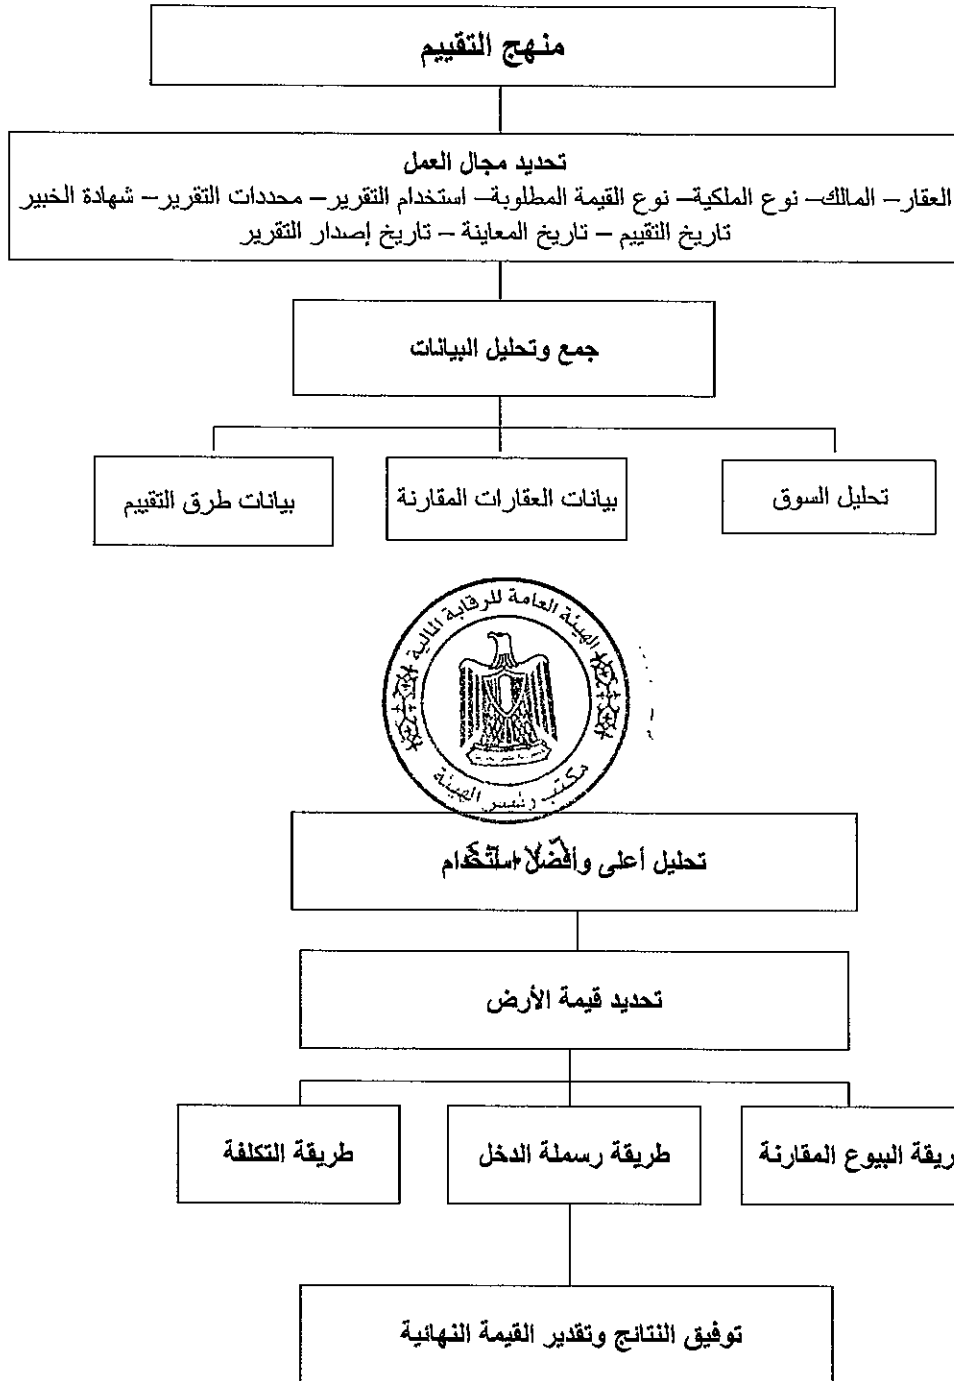 منهج التقييم
تحديد مجال العمل
العقار – المالك – نوع الملكية – نوع القيمة المطلوبة – استخدام التقرير – محددات التقرير – شهادة الخبير
تاريخ التقييم – تاريخ المعاينة – تاريخ إصدار التقرير
جمع وتحليل البيانات
تحليل السوق
بيانات العقارات المقارنة
بيانات طرق التقييم
الهيئة العامة للرقابة المالية
مكتب رئيس الهيئة
تحليل أعلى وأفضل استخدام
تحديد قيمة الأرض
ريقة البيوع المقارنة
طريقة رسملة الدخل
طريقة التكلفة
توفيق النتائج وتقدير القيمة النهائية